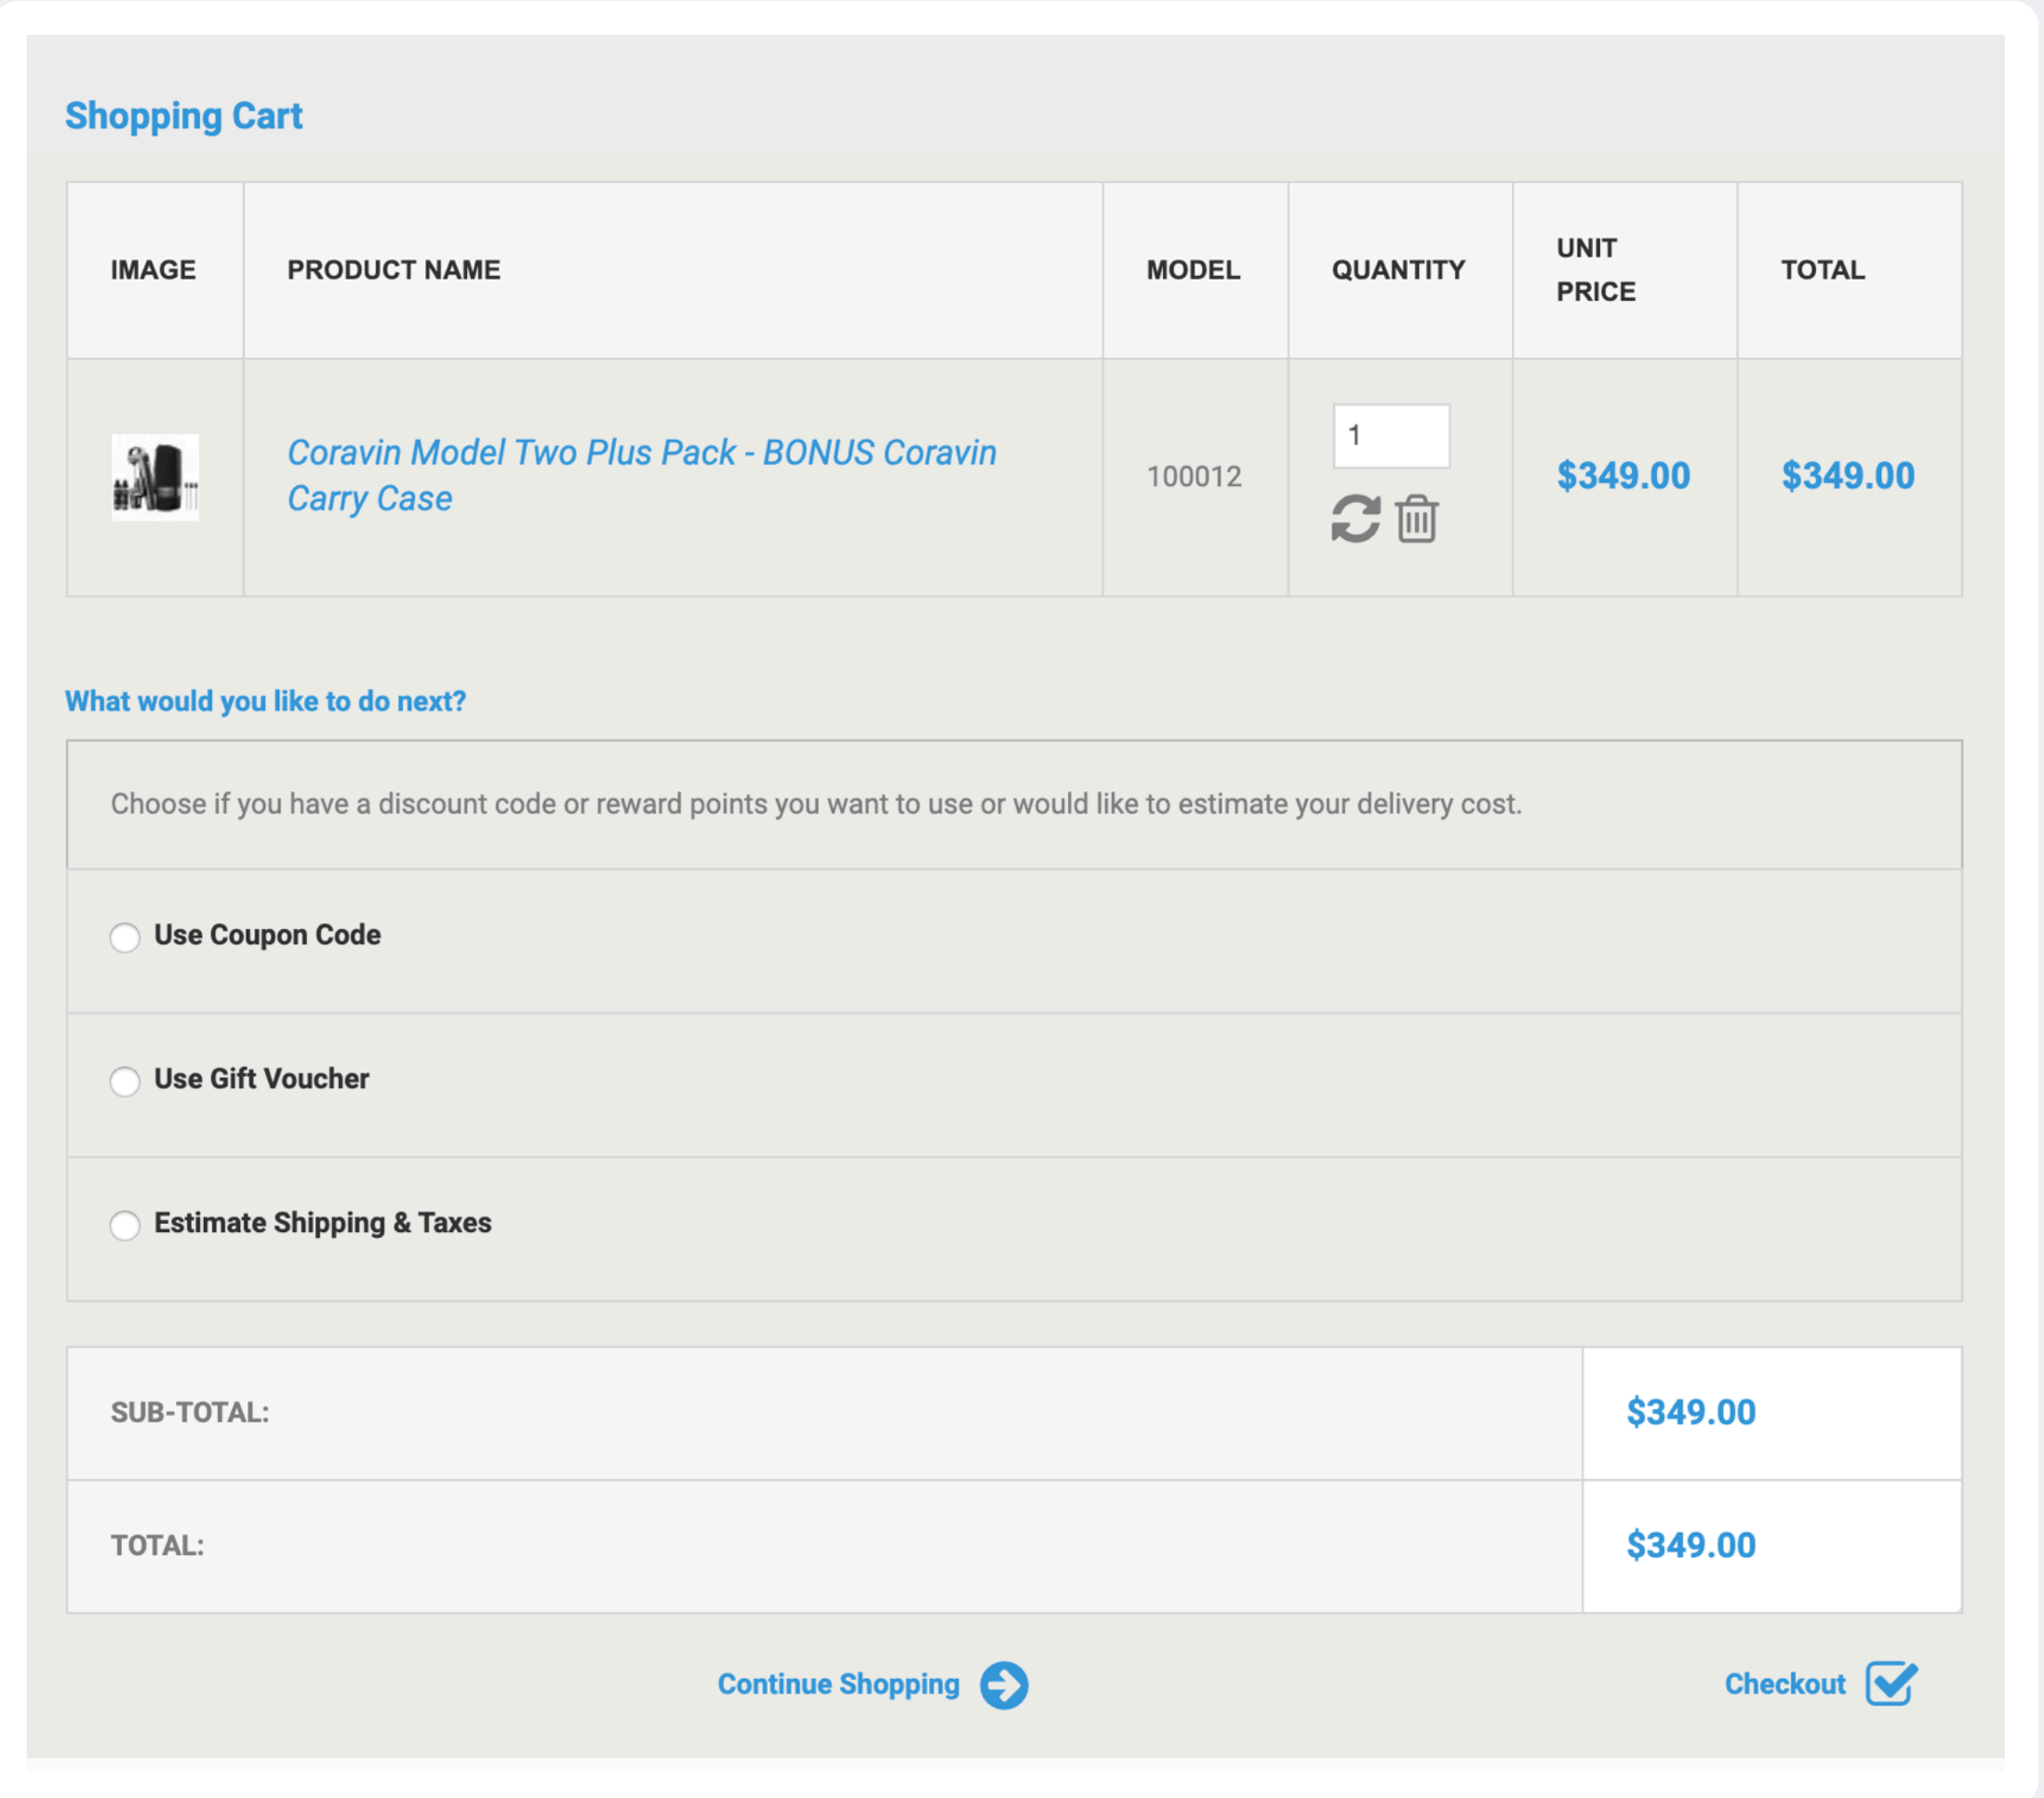 Shopping Cart
IMAGE
PRODUCT NAME
MODEL
QUANTITY
UNIT
PRICE
TOTAL
Coravin Model Two Plus Pack - BONUS Coravin
Carry Case
100012
1
$349.00
$349.00
What would you like to do next?
Choose if you have a discount code or reward points you want to use or would like to estimate your delivery cost.
Use Coupon Code
Use Gift Voucher
Estimate Shipping & Taxes
SUB-TOTAL:
$349.00
TOTAL:
$349.00
Continue Shopping
Checkout